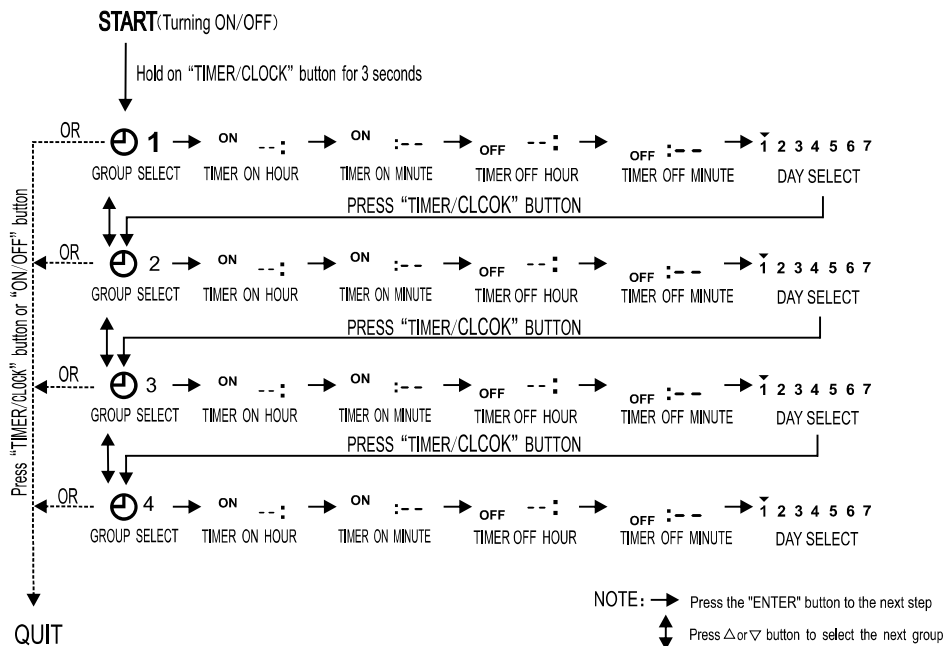 START(Turning ON/OFF)
Hold on “TIMER/CLOCK” button for 3 seconds
OR 1 ON --: ON :-- OFF --: OFF :-- 1 2 3 4 5 6 7
GROUP SELECT TIMER ON HOUR TIMER ON MINUTE TIMER OFF HOUR TIMER OFF MINUTE DAY SELECT
PRESS “TIMER/CLCOK” BUTTON
OR 2 ON --: ON :-- OFF --: OFF :-- 1 2 3 4 5 6 7
GROUP SELECT TIMER ON HOUR TIMER ON MINUTE TIMER OFF HOUR TIMER OFF MINUTE DAY SELECT
PRESS “TIMER/CLCOK” BUTTON
OR 3 ON --: ON :-- OFF --: OFF :-- 1 2 3 4 5 6 7
GROUP SELECT TIMER ON HOUR TIMER ON MINUTE TIMER OFF HOUR TIMER OFF MINUTE DAY SELECT
PRESS “TIMER/CLCOK” BUTTON
OR 4 ON --: ON :-- OFF --: OFF :-- 1 2 3 4 5 6 7
GROUP SELECT TIMER ON HOUR TIMER ON MINUTE TIMER OFF HOUR TIMER OFF MINUTE DAY SELECT
Press “TIMER/CLOCK” button or “ON/OFF” button
QUIT
NOTE: → Press the "ENTER" button to the next step
↕ Press △or▽ button to select the next group